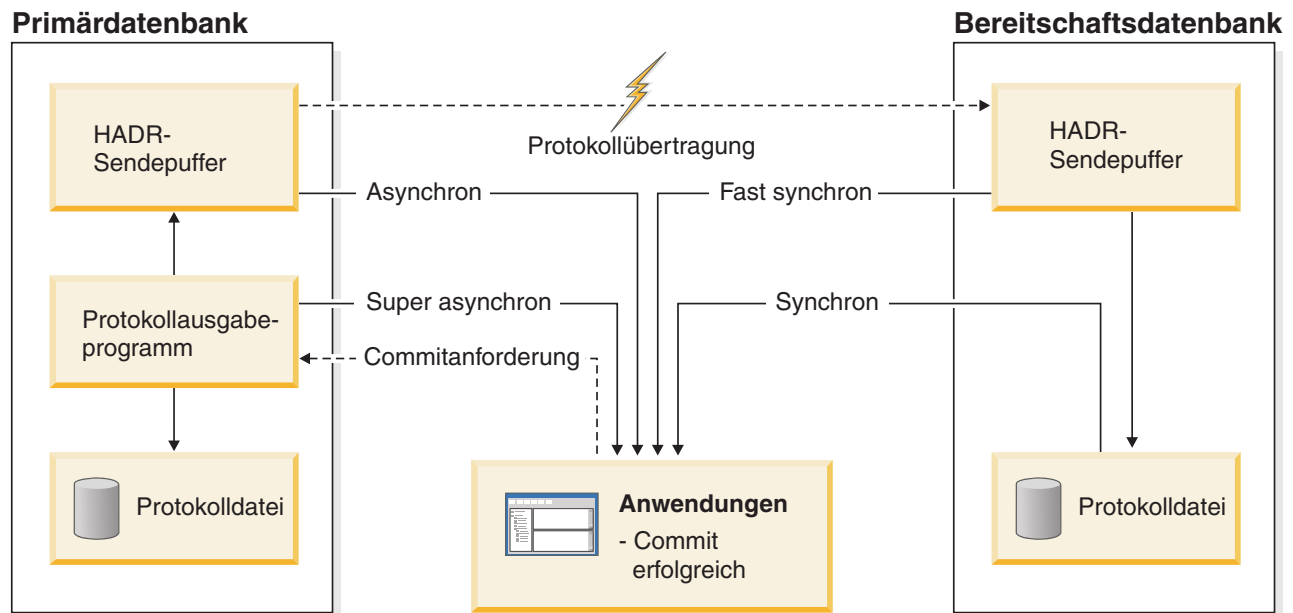 Primärdatenbank
Bereitschaftsdatenbank
HADR-
Sendepuffer
Protokollübertragung
HADR-
Sendepuffer
Asynchron
Fast synchron
Protokollausgabe-
programm
Super asynchron
Synchron
Commitanforderung
Protokolldatei
Anwendungen
- Commit
erfolgreich
Protokolldatei